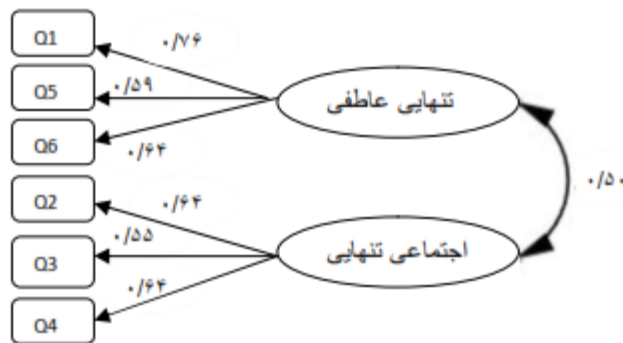 Q1
۰/۷۶
Q5
۰/۵۹
تنهایی عاطفی
Q6
۰/۶۴
۰/۵۰
Q2
۰/۶۴
Q3
۰/۵۵
اجتماعی تنهایی
Q4
۰/۶۴